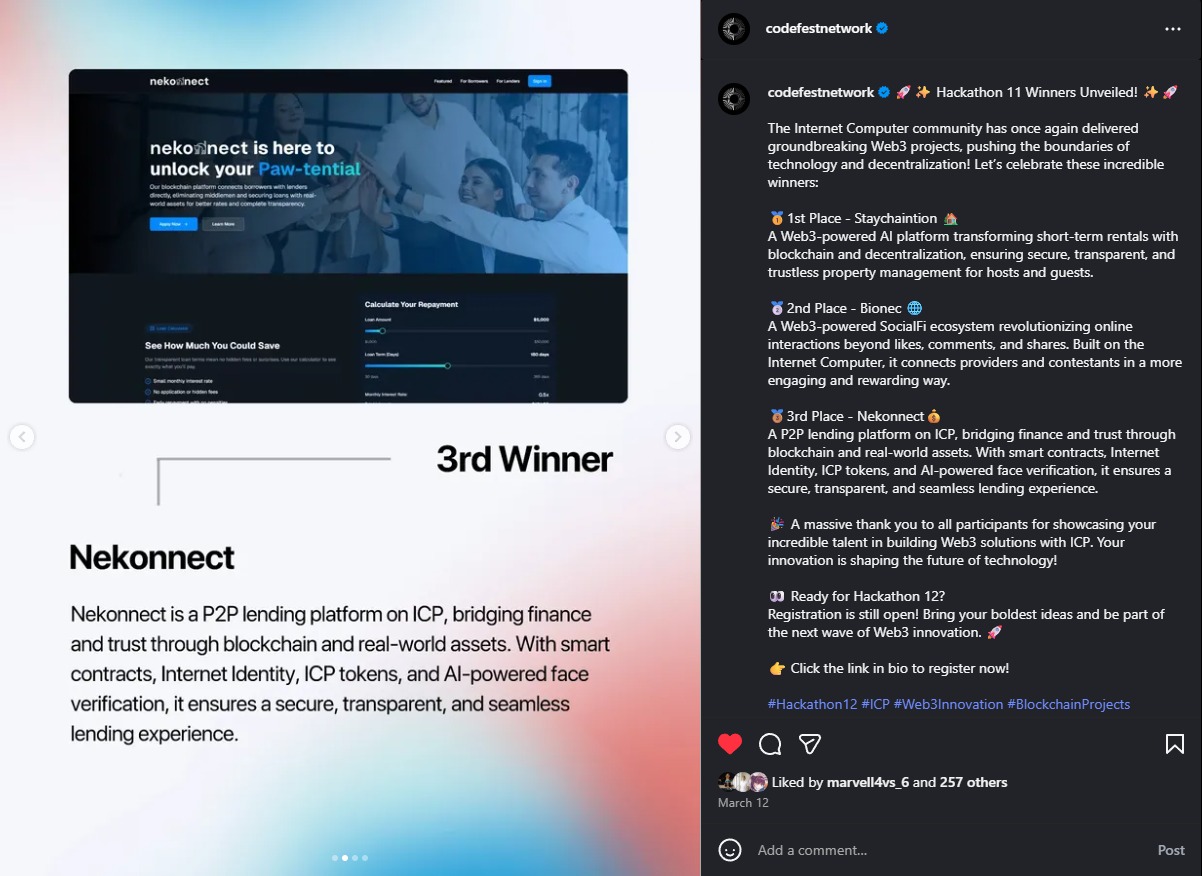 nekonnect
Featured For Borrowers For Lenders Sign In
nekonnect is here to
unlock your Paw-tential
Our blockchain platform connects borrowers with lenders
directly, eliminating middlemen and securing loans with real-
world assets for better rates and complete transparency.
Apply Now → Learn More
Loan Calculator
See How Much You Could Save
Our transparent loan terms mean no hidden fees or surprises. Use our calculator to see
exactly what you'll pay.
Small monthly interest rate
No application or hidden fees
Early repayment with no penalties
Calculate Your Repayment
Loan Amount $5,000
Loan Term (Days) 180 days
Monthly Interest Rate 0.5%
3rd Winner
Nekonnect
Nekonnect is a P2P lending platform on ICP, bridging finance
and trust through blockchain and real-world assets. With smart
contracts, Internet Identity, ICP tokens, and AI-powered face
verification, it ensures a secure, transparent, and seamless
lending experience.
codefestnetwork
codefestnetwork 🚀 ✨ Hackathon 11 Winners Unveiled! ✨ 🚀
The Internet Computer community has once again delivered
groundbreaking Web3 projects, pushing the boundaries of
technology and decentralization! Let's celebrate these incredible
winners:
🥇 1st Place - Staychaintion 🏡
A Web3-powered AI platform transforming short-term rentals with
blockchain and decentralization, ensuring secure, transparent, and
trustless property management for hosts and guests.
🥈 2nd Place - Bionec 🌐
A Web3-powered SocialFi ecosystem revolutionizing online
interactions beyond likes, comments, and shares. Built on the
Internet Computer, it connects providers and contestants in a more
engaging and rewarding way.
🥉 3rd Place - Nekonnect 💰
A P2P lending platform on ICP, bridging finance and trust through
blockchain and real-world assets. With smart contracts, Internet
Identity, ICP tokens, and AI-powered face verification, it ensures a
secure, transparent, and seamless lending experience.
🎉 A massive thank you to all participants for showcasing your
incredible talent in building Web3 solutions with ICP. Your
innovation is shaping the future of technology!
👀 Ready for Hackathon 12?
Registration is still open! Bring your boldest ideas and be part of
the next wave of Web3 innovation. 🚀
👉 Click the link in bio to register now!
#Hackathon12 #ICP #Web3Innovation #BlockchainProjects
Liked by marvell4vs_6 and 257 others
March 12
Add a comment...
Post